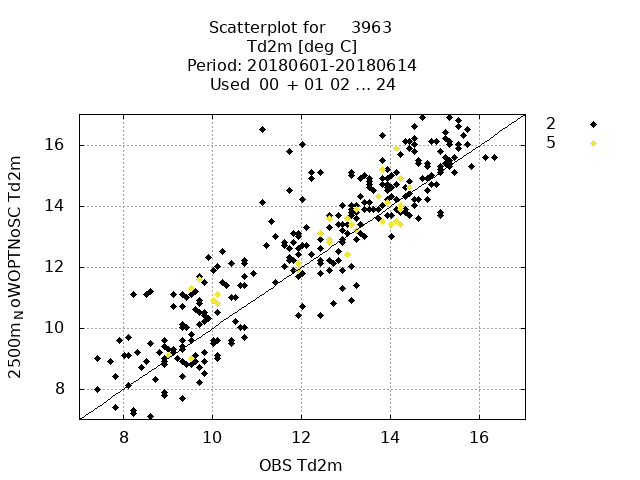 Scatterplot for 3963
Td2m [deg C]
Period: 20180601-20180614
Used 00 + 01 02 ... 24
2
5
2500m_NoWOPTNoSC Td2m
16
14
12
10
8
8 10 12 14 16
OBS Td2m